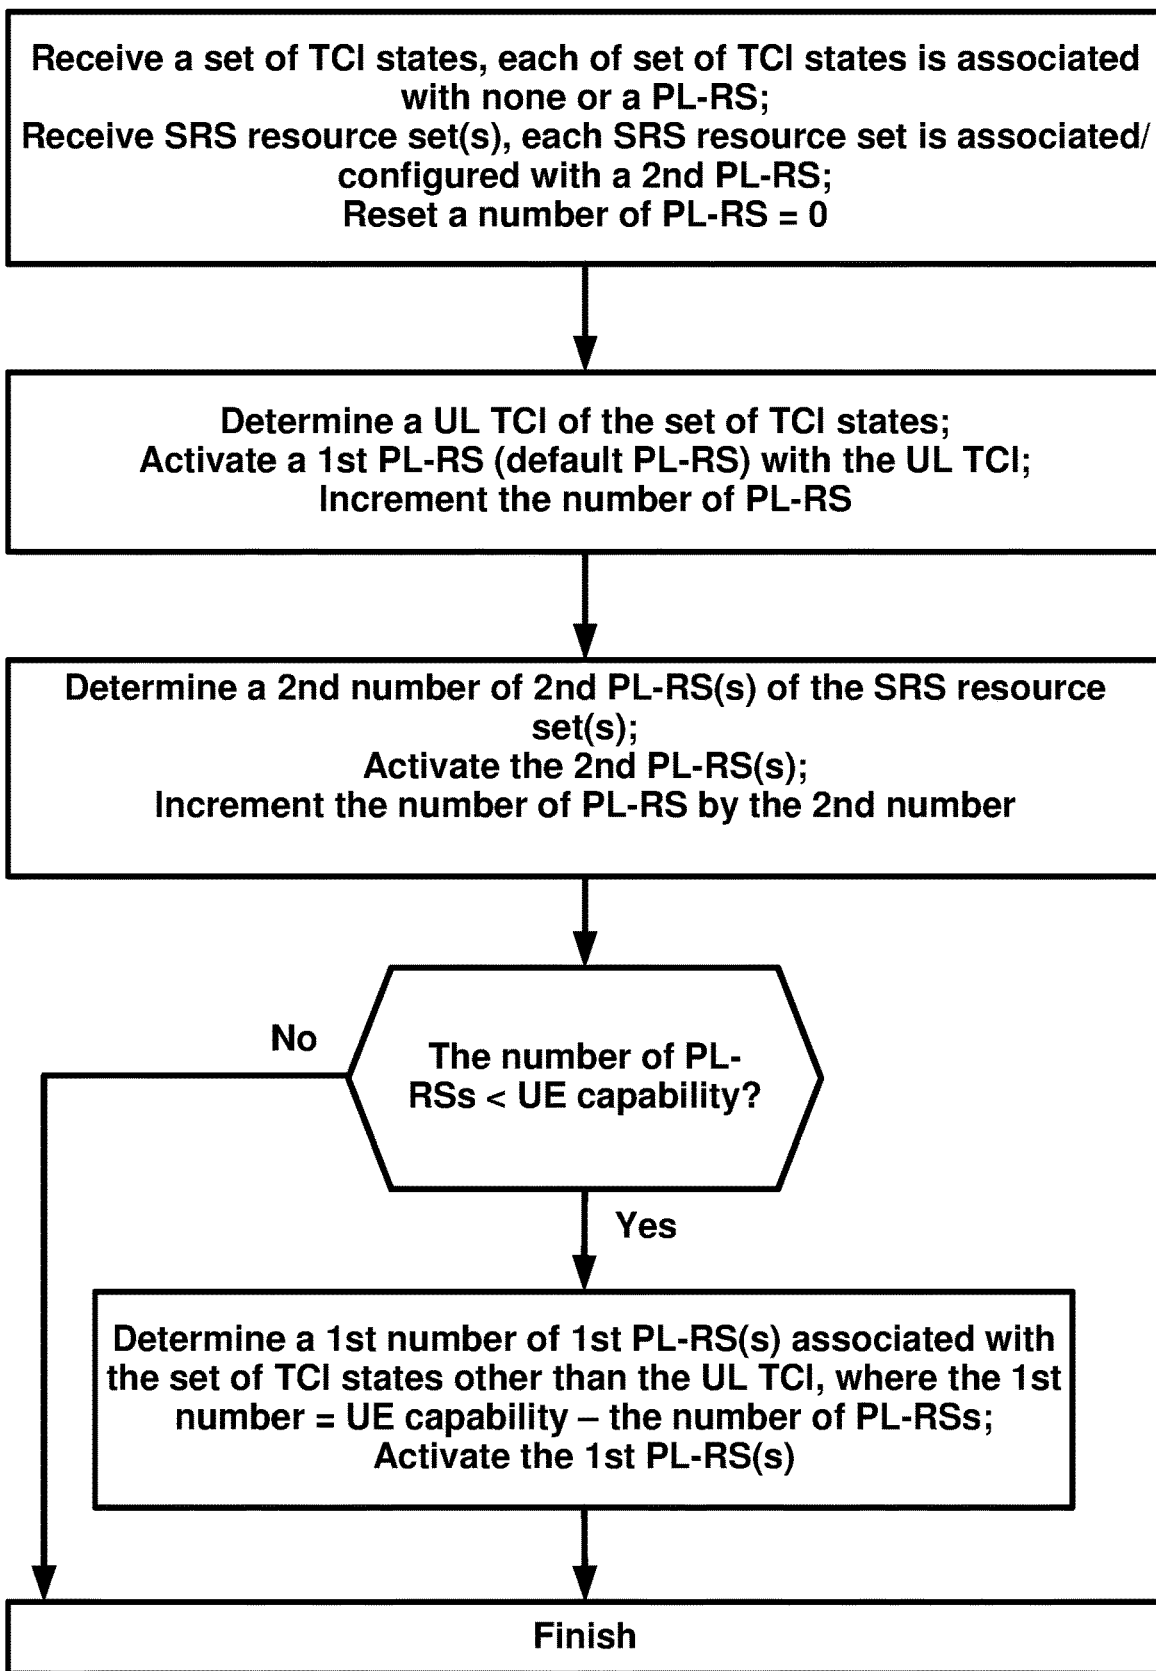 Receive a set of TCI states, each of set of TCI states is associated
with none or a PL-RS;
Receive SRS resource set(s), each SRS resource set is associated/
configured with a 2nd PL-RS;
Reset a number of PL-RS = 0
Determine a UL TCI of the set of TCI states;
Activate a 1st PL-RS (default PL-RS) with the UL TCI;
Increment the number of PL-RS
Determine a 2nd number of 2nd PL-RS(s) of the SRS resource
set(s);
Activate the 2nd PL-RS(s);
Increment the number of PL-RS by the 2nd number
No
The number of PL-
RSs < UE capability?
Yes
Determine a 1st number of 1st PL-RS(s) associated with
the set of TCI states other than the UL TCI, where the 1st
number = UE capability – the number of PL-RSs;
Activate the 1st PL-RS(s)
Finish